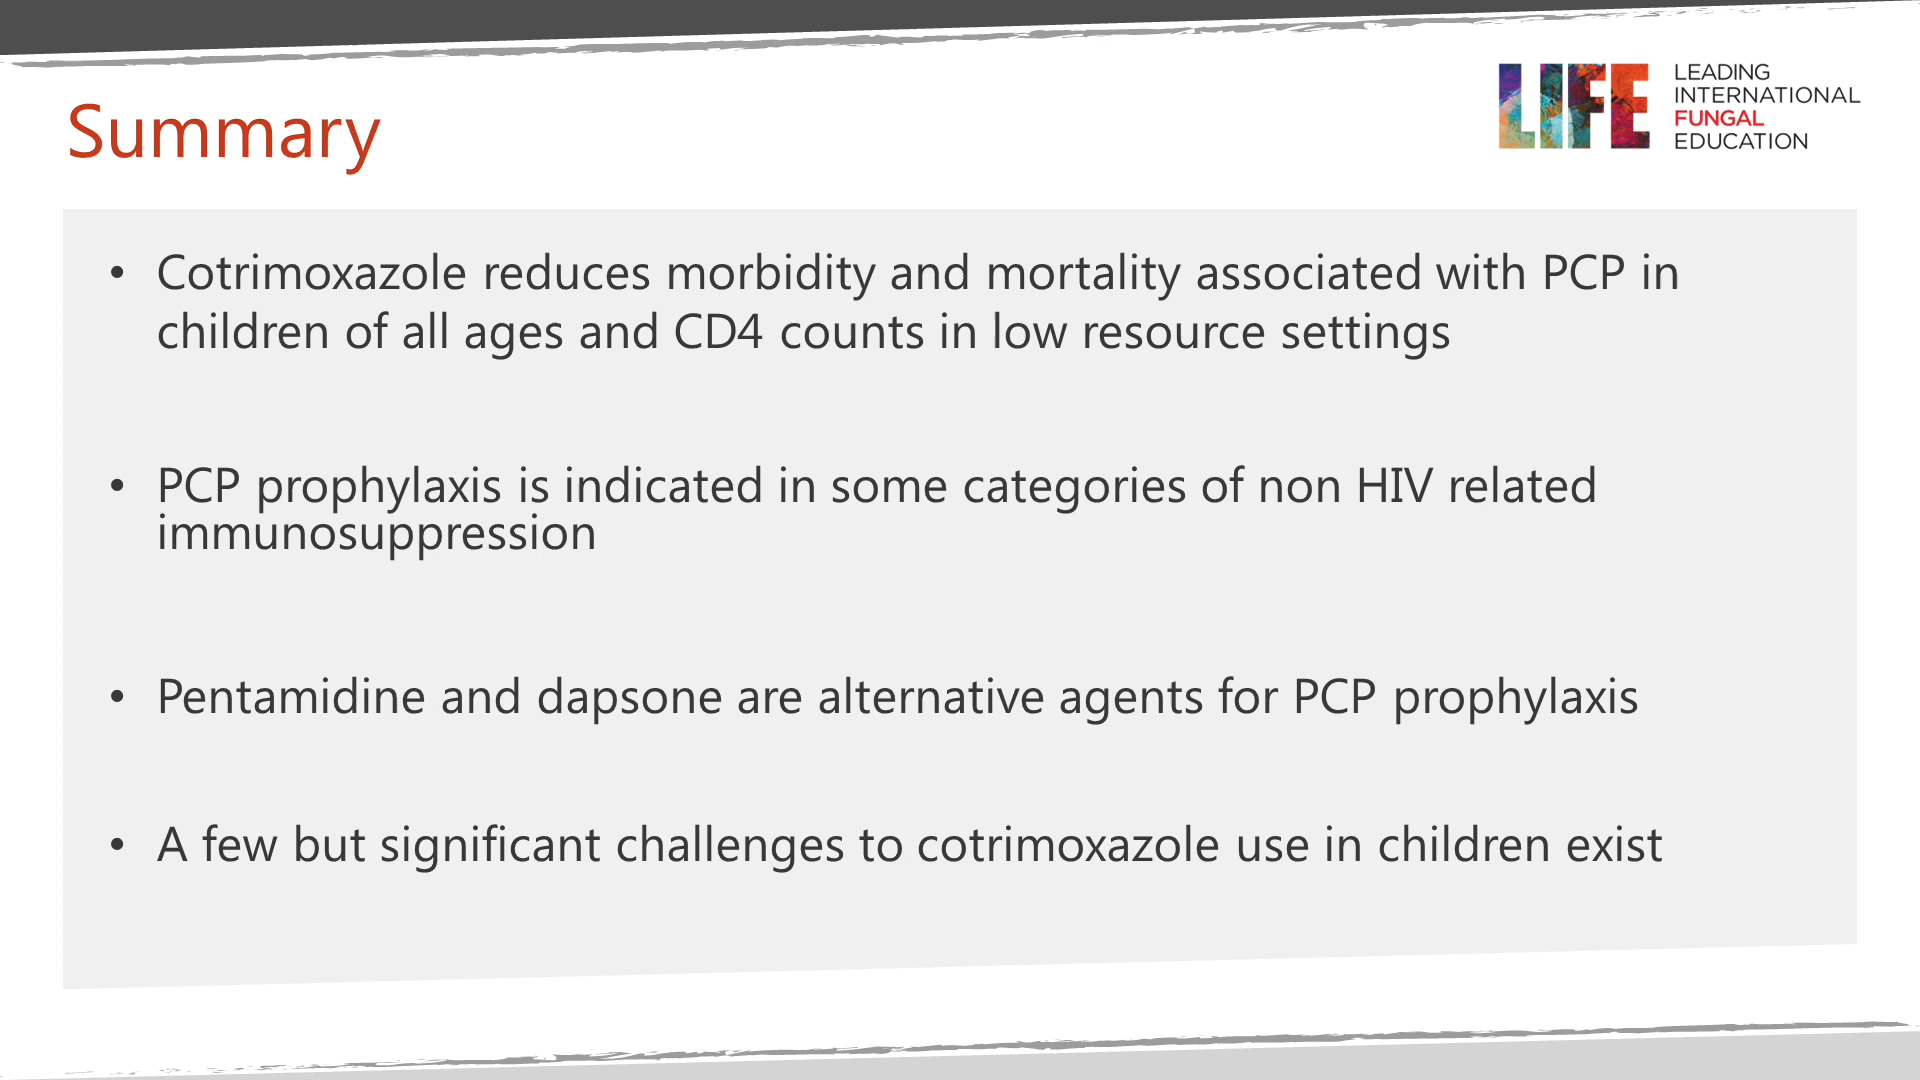 LIFE
LEADING
INTERNATIONAL
FUNGAL
EDUCATION
Summary
• Cotrimoxazole reduces morbidity and mortality associated with PCP in
children of all ages and CD4 counts in low resource settings
• PCP prophylaxis is indicated in some categories of non HIV related
immunosuppression
• Pentamidine and dapsone are alternative agents for PCP prophylaxis
• A few but significant challenges to cotrimoxazole use in children exist